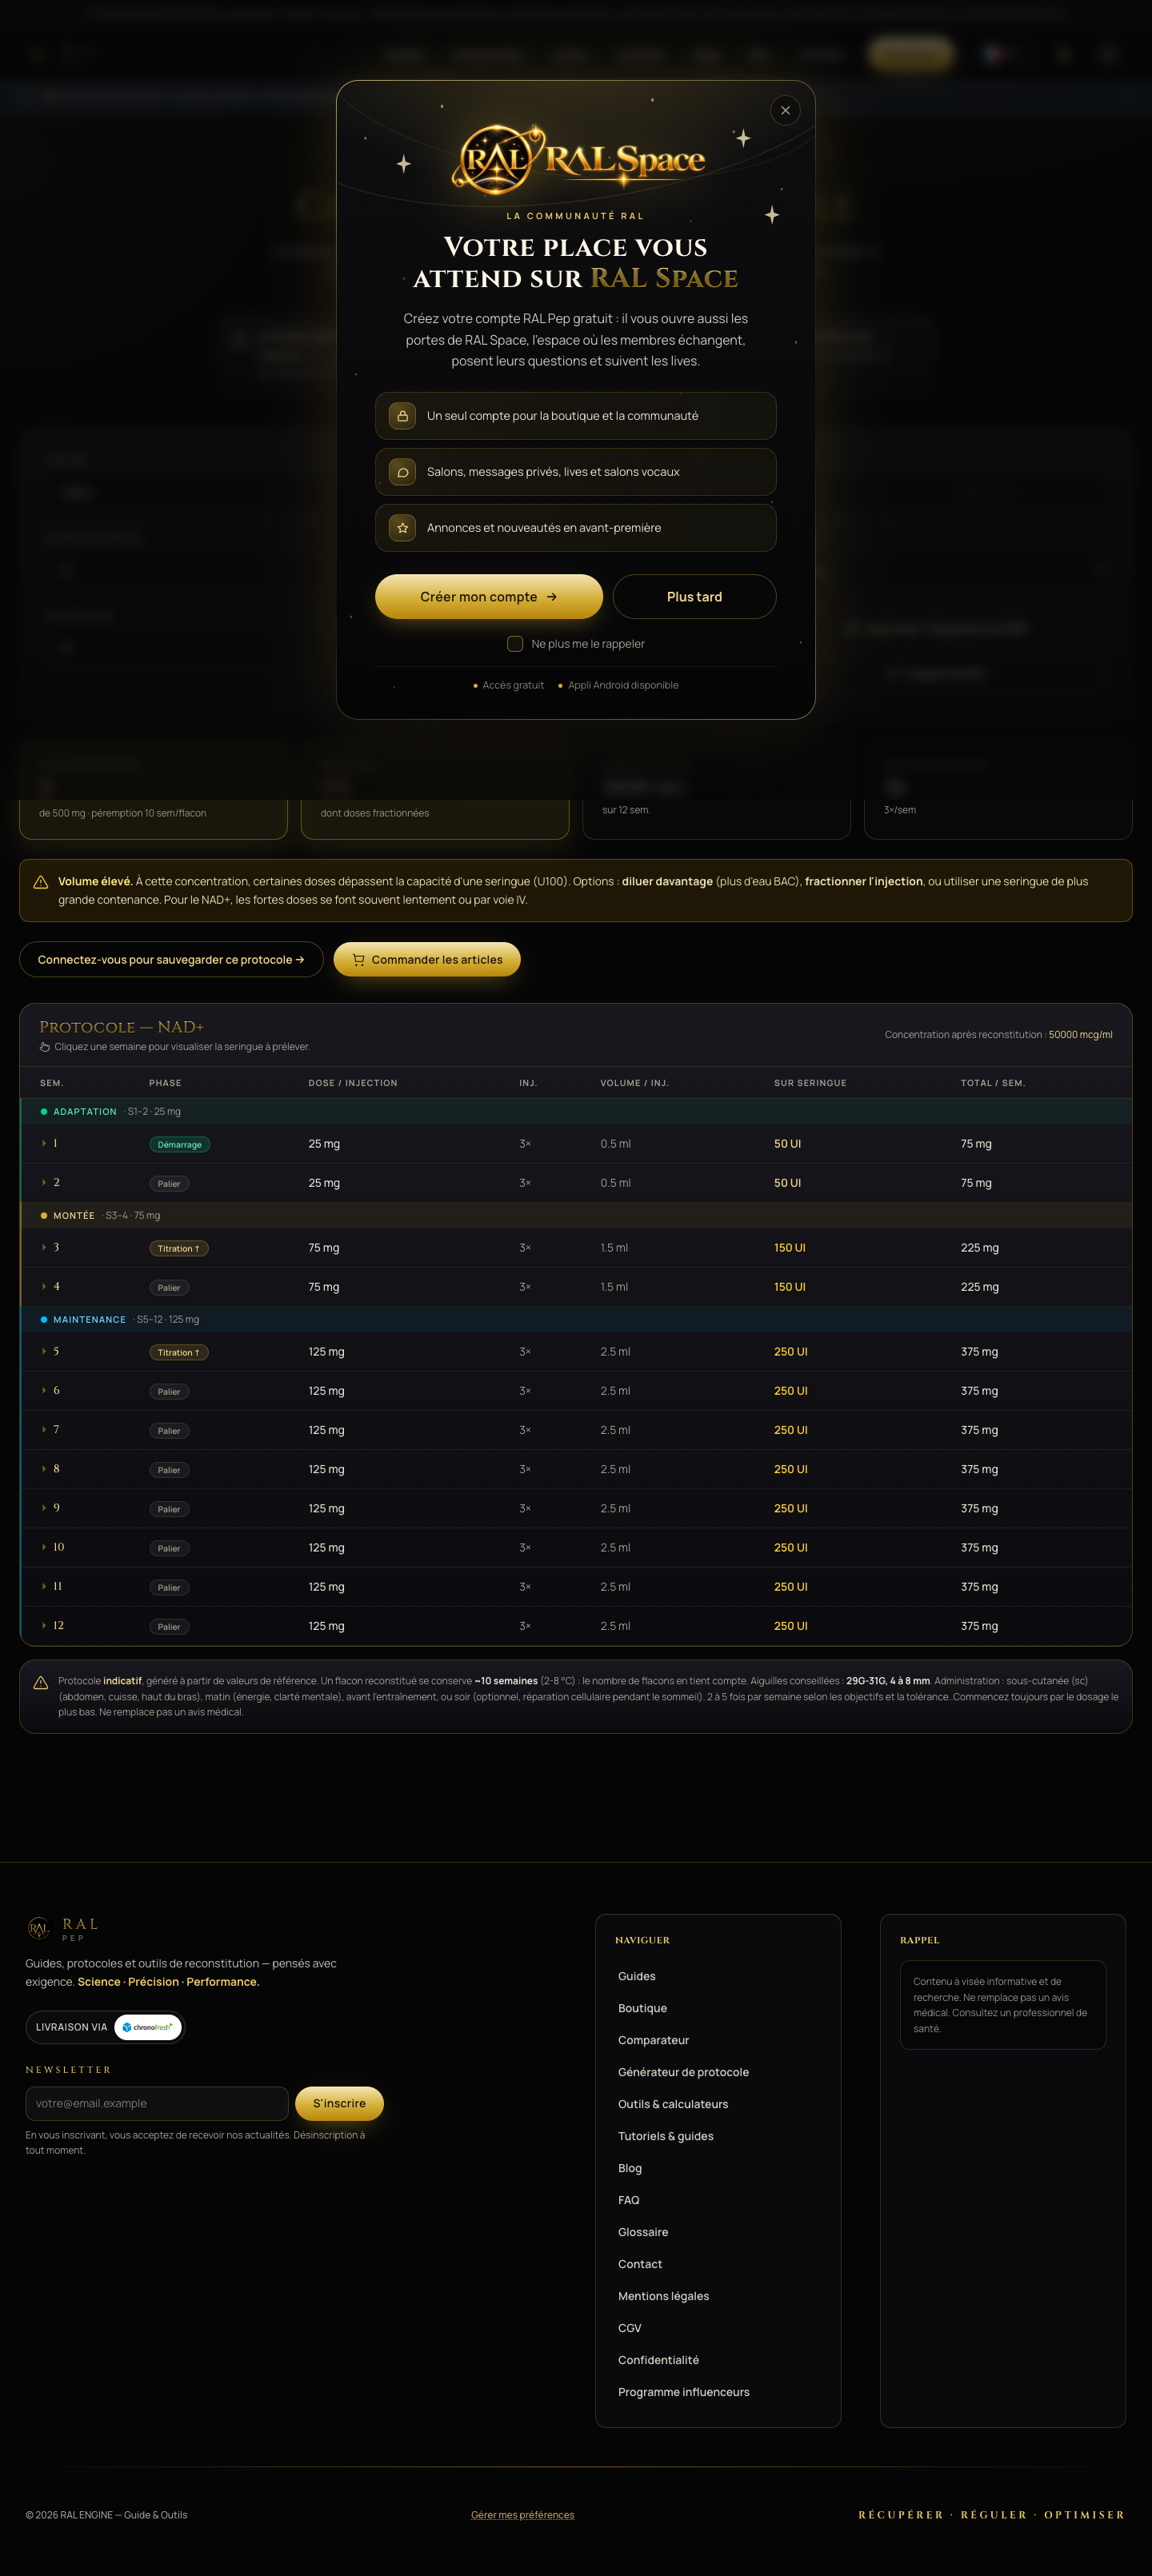 RAL RAL Space
LA COMMUNAUTÉ RAL
Votre place vous
attend sur RAL Space
Créez votre compte RAL Pep gratuit : il vous ouvre aussi les
portes de RAL Space, l'espace où les membres échangent,
posent leurs questions et suivent les lives.
Un seul compte pour la boutique et la communauté
Salons, messages privés, lives et salons vocaux
Annonces et nouveautés en avant-première
Créer mon compte →
Plus tard
Ne plus me le rappeler
Accès gratuit
Appli Android disponible
de 500 mg · péremption 10 sem/flacon
dont doses fractionnées
sur 12 sem.
3×/sem
Volume élevé. À cette concentration, certaines doses dépassent la capacité d'une seringue (U100). Options : diluer davantage (plus d'eau BAC), fractionner l'injection, ou utiliser une seringue de plus
grande contenance. Pour le NAD+, les fortes doses se font souvent lentement ou par voie IV.
Connectez-vous pour sauvegarder ce protocole →
Commander les articles
Protocole — NAD+
Cliquez une semaine pour visualiser la seringue à prélever.
Concentration après reconstitution : 50000 mcg/ml
SEM. PHASE DOSE / INJECTION INJ. VOLUME / INJ. SUR SERINGUE TOTAL / SEM.
ADAPTATION · S1–2 · 25 mg
1 Démarrage 25 mg 3× 0.5 ml 50 UI 75 mg
2 Palier 25 mg 3× 0.5 ml 50 UI 75 mg
MONTÉE · S3–4 · 75 mg
3 Titration ↑ 75 mg 3× 1.5 ml 150 UI 225 mg
4 Palier 75 mg 3× 1.5 ml 150 UI 225 mg
MAINTENANCE · S5–12 · 125 mg
5 Titration ↑ 125 mg 3× 2.5 ml 250 UI 375 mg
6 Palier 125 mg 3× 2.5 ml 250 UI 375 mg
7 Palier 125 mg 3× 2.5 ml 250 UI 375 mg
8 Palier 125 mg 3× 2.5 ml 250 UI 375 mg
9 Palier 125 mg 3× 2.5 ml 250 UI 375 mg
10 Palier 125 mg 3× 2.5 ml 250 UI 375 mg
11 Palier 125 mg 3× 2.5 ml 250 UI 375 mg
12 Palier 125 mg 3× 2.5 ml 250 UI 375 mg
Protocole indicatif, généré à partir de valeurs de référence. Un flacon reconstitué se conserve ~10 semaines (2-8 °C) : le nombre de flacons en tient compte. Aiguilles conseillées : 29G-31G, 4 à 8 mm. Administration : sous-cutanée (sc)
(abdomen, cuisse, haut du bras), matin (énergie, clarté mentale), avant l'entraînement, ou soir (optionnel, réparation cellulaire pendant le sommeil). 2 à 5 fois par semaine selon les objectifs et la tolérance..Commencez toujours par le dosage le
plus bas. Ne remplace pas un avis médical.
RAL
PEP
Guides, protocoles et outils de reconstitution — pensés avec
exigence. Science · Précision · Performance.
LIVRAISON VIA chronofresh
NEWSLETTER
votre@email.example
S'inscrire
En vous inscrivant, vous acceptez de recevoir nos actualités. Désinscription à
tout moment.
NAVIGUER
Guides
Boutique
Comparateur
Générateur de protocole
Outils & calculateurs
Tutoriels & guides
Blog
FAQ
Glossaire
Contact
Mentions légales
CGV
Confidentialité
Programme influenceurs
RAPPEL
Contenu à visée informative et de
recherche. Ne remplace pas un avis
médical. Consultez un professionnel de
santé.
© 2026 RAL ENGINE — Guide & Outils
Gérer mes préférences
RÉCUPÉRER · RÉGULER · OPTIMISER